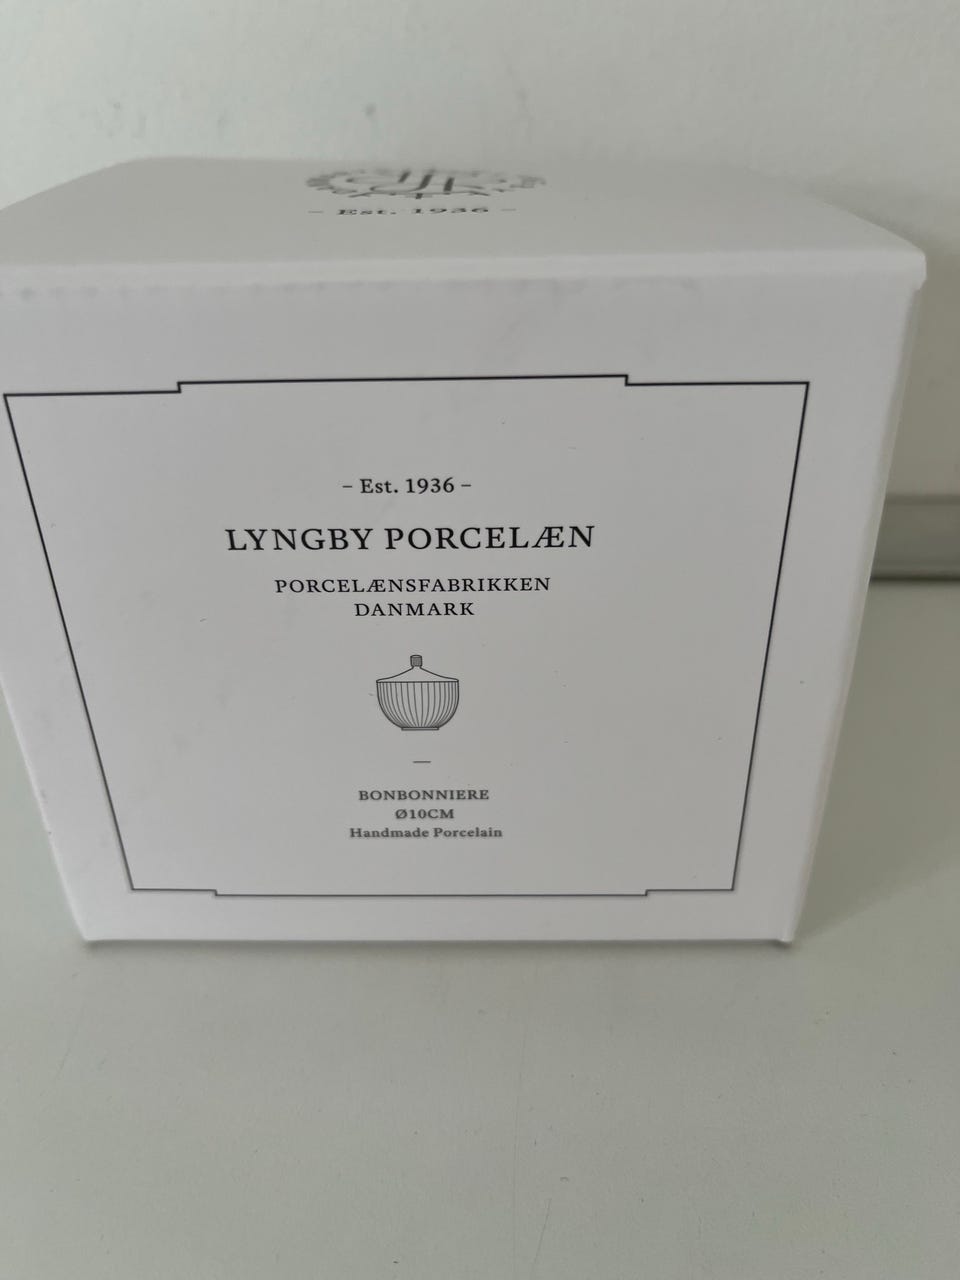 – Est. 1936 –
– Est. 1936 –
LYNGBY PORCELÆN
PORCELÆNSFABRIKKEN
DANMARK
—
BONBONNIERE
Ø10CM
Handmade Porcelain